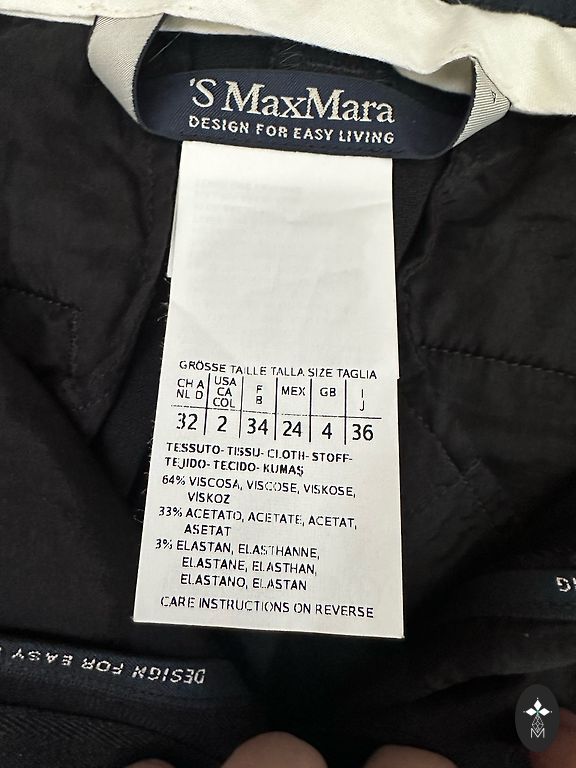 'S MaxMara
DESIGN FOR EASY LIVING
GRÖSSE TAILLE TALLA SIZE TAGLIA
CH A NL D USA CA COL F B MEX GB I J
32 2 34 24 4 36
TESSUTO- TISSU- CLOTH- STOFF-
TEJIDO- TECIDO- KUMAŞ
64% VISCOSA, VISCOSE, VISKOSE,
VISKOZ
33% ACETATO, ACETATE, ACETAT,
ASETAT
3% ELASTAN, ELASTHANNE,
ELASTANE, ELASTHAN,
ELASTANO, ELASTAN
CARE INSTRUCTIONS ON REVERSE
DESIGN FOR EASY
M